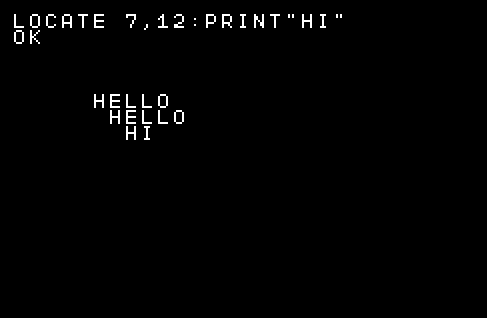 LOCATE 7,12:PRINT"HI"
OK
HELLO
HELLO
HI